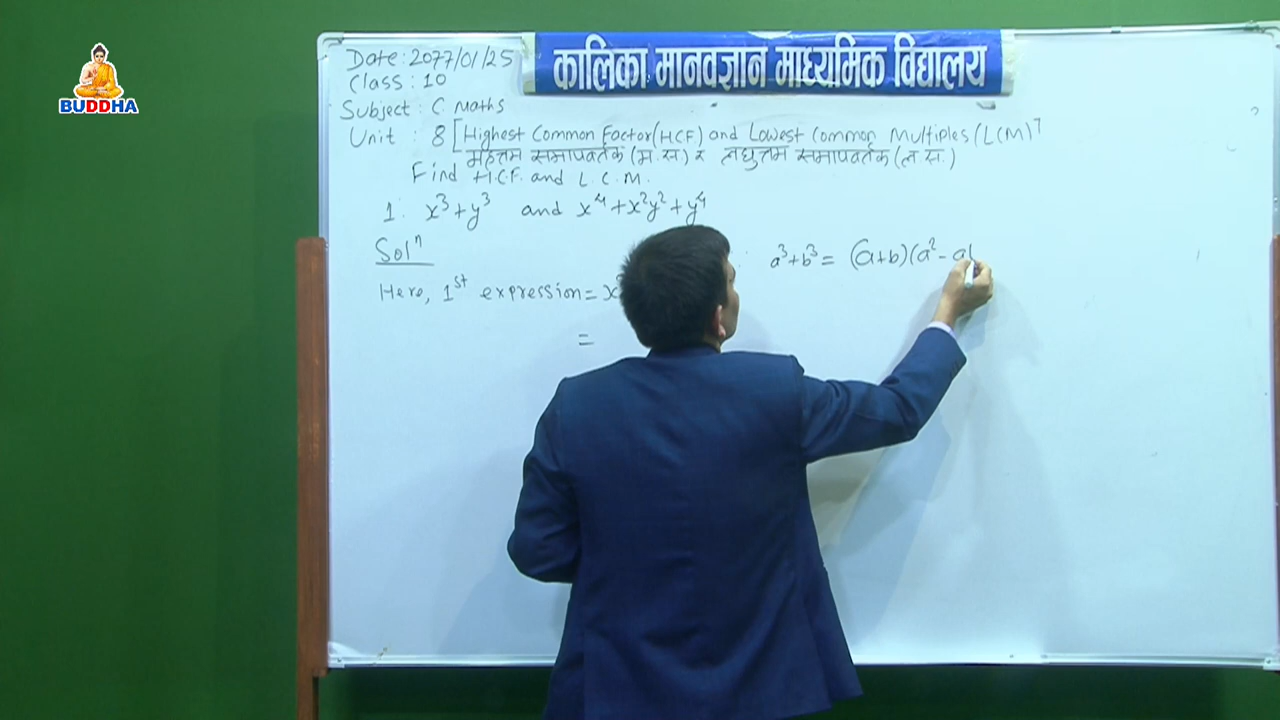 BUDDHA
कालिका मानवज्ञान माध्यमिक विद्यालय
Date: 2077/01/25
Class: 10
Subject: C. Maths
Unit : 8 [Highest Common Factor (HCF) and Lowest Common Multiples (LCM)]
महत्तम समापवर्तक (म.स) र लघुत्तम समापवर्तक (ल.स.)
Find H.C.F. and L.C.M.
1. x³+y³ and x⁴+x²y²+y⁴
Solⁿ
a³+b³ = (a+b)(a²-a
Here, 1st expression = x
=